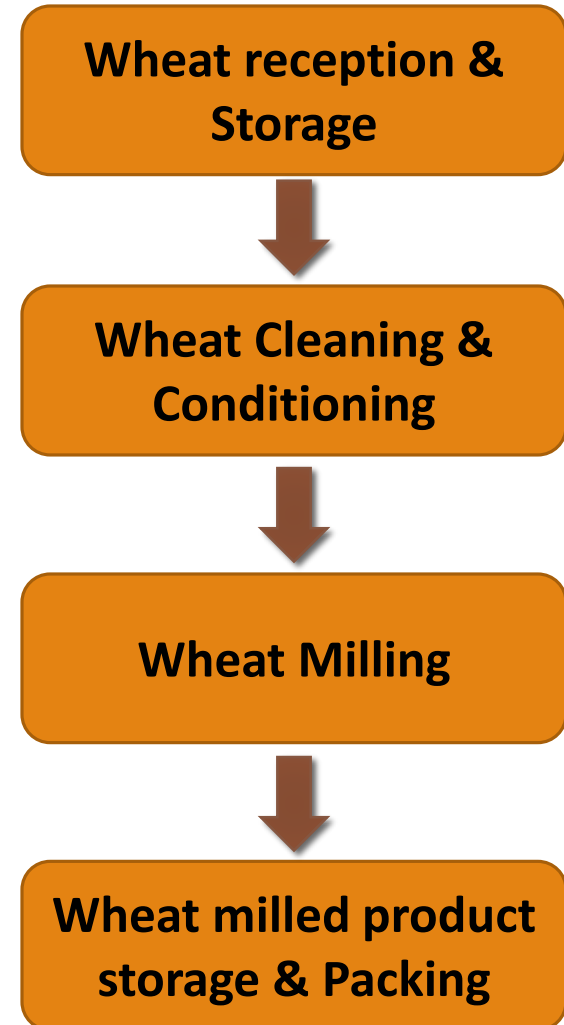 Wheat reception &
Storage
Wheat Cleaning &
Conditioning
Wheat Milling
Wheat milled product
storage & Packing